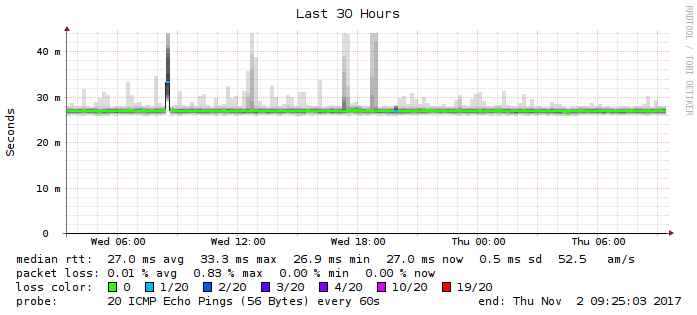 Last 30 Hours
RRDTOOL / TOBI OETIKER
Seconds
40 m
30 m
20 m
10 m
0
Wed 06:00 Wed 12:00 Wed 18:00 Thu 00:00 Thu 06:00
median rtt: 27.0 ms avg 33.3 ms max 26.9 ms min 27.0 ms now 0.5 ms sd 52.5 am/s
packet loss: 0.01 % avg 0.83 % max 0.00 % min 0.00 % now
loss color: 0 1/20 2/20 3/20 4/20 10/20 19/20
probe: 20 ICMP Echo Pings (56 Bytes) every 60s end: Thu Nov 2 09:25:03 2017